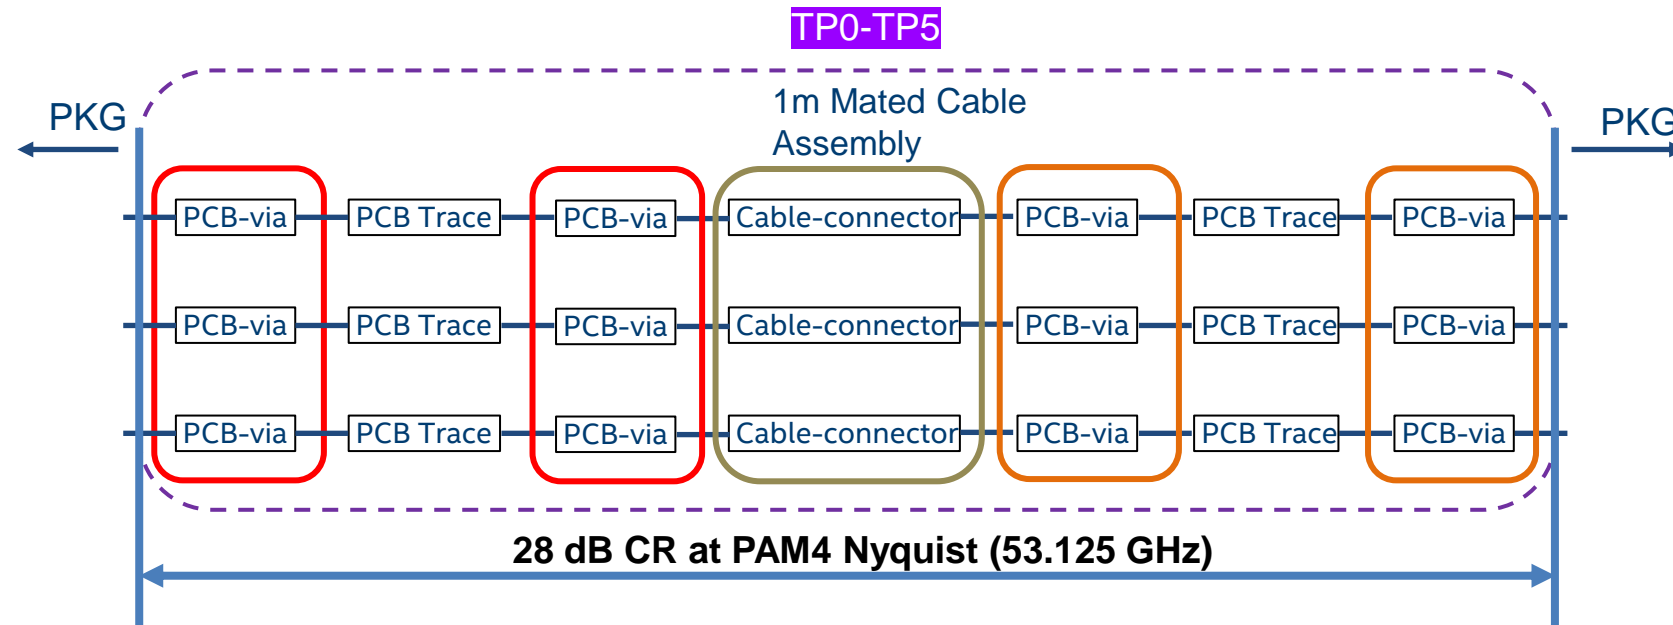 TP0-TP5
1m Mated Cable
Assembly
PKG
PKG
PCB-via PCB Trace PCB-via Cable-connector PCB-via PCB Trace PCB-via
PCB-via PCB Trace PCB-via Cable-connector PCB-via PCB Trace PCB-via
PCB-via PCB Trace PCB-via Cable-connector PCB-via PCB Trace PCB-via
28 dB CR at PAM4 Nyquist (53.125 GHz)